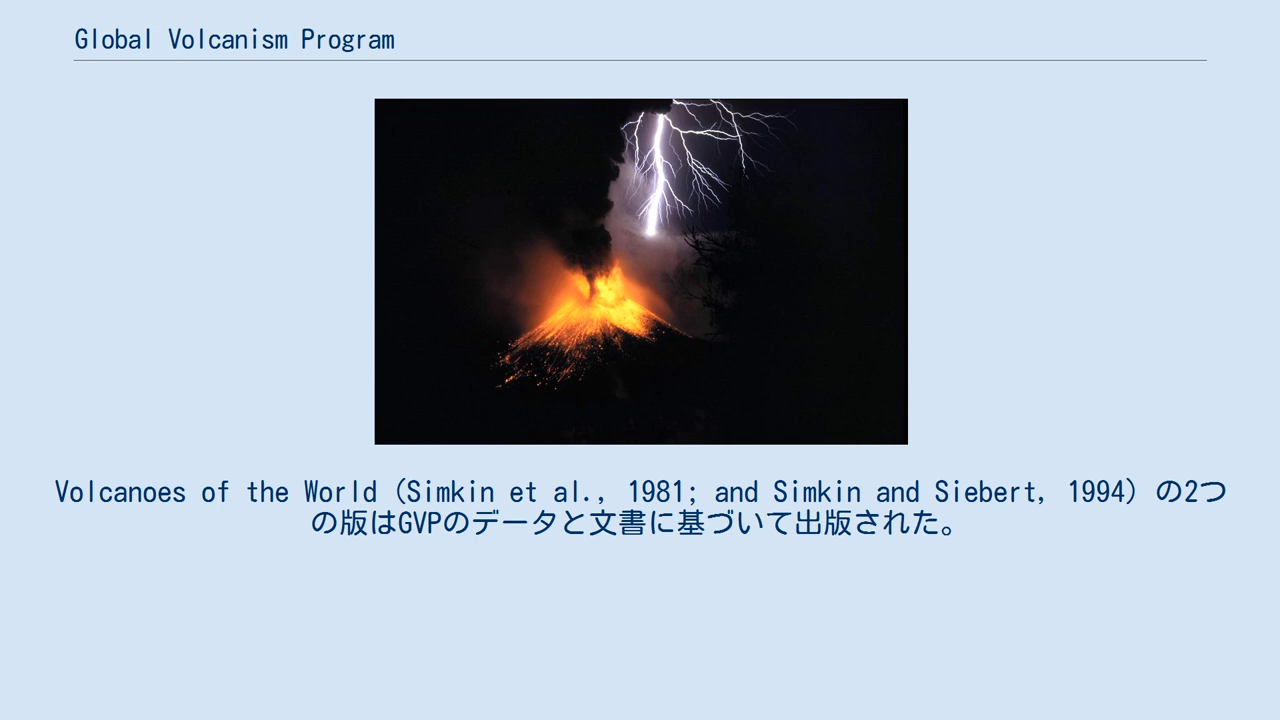 Global Volcanism Program
Volcanoes of the World (Simkin et al., 1981; and Simkin and Siebert, 1994) の2つ
の版はGVPのデータと文書に基づいて出版された。